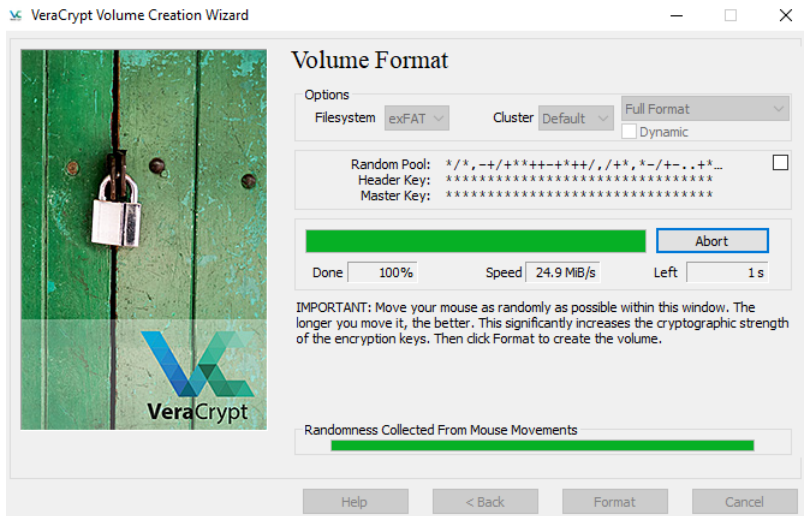 VeraCrypt Volume Creation Wizard
Volume Format
Options
Filesystem exFAT Cluster Default Full Format
Dynamic
Random Pool: */*,-+/+**++-+*++/,/+*,*-/+-..+*...
Header Key: *********************************
Master Key: *********************************
Abort
Done 100% Speed 24.9 MiB/s Left 1 s
IMPORTANT: Move your mouse as randomly as possible within this window. The
longer you move it, the better. This significantly increases the cryptographic strength
of the encryption keys. Then click Format to create the volume.
VeraCrypt
Randomness Collected From Mouse Movements
Help < Back Format Cancel